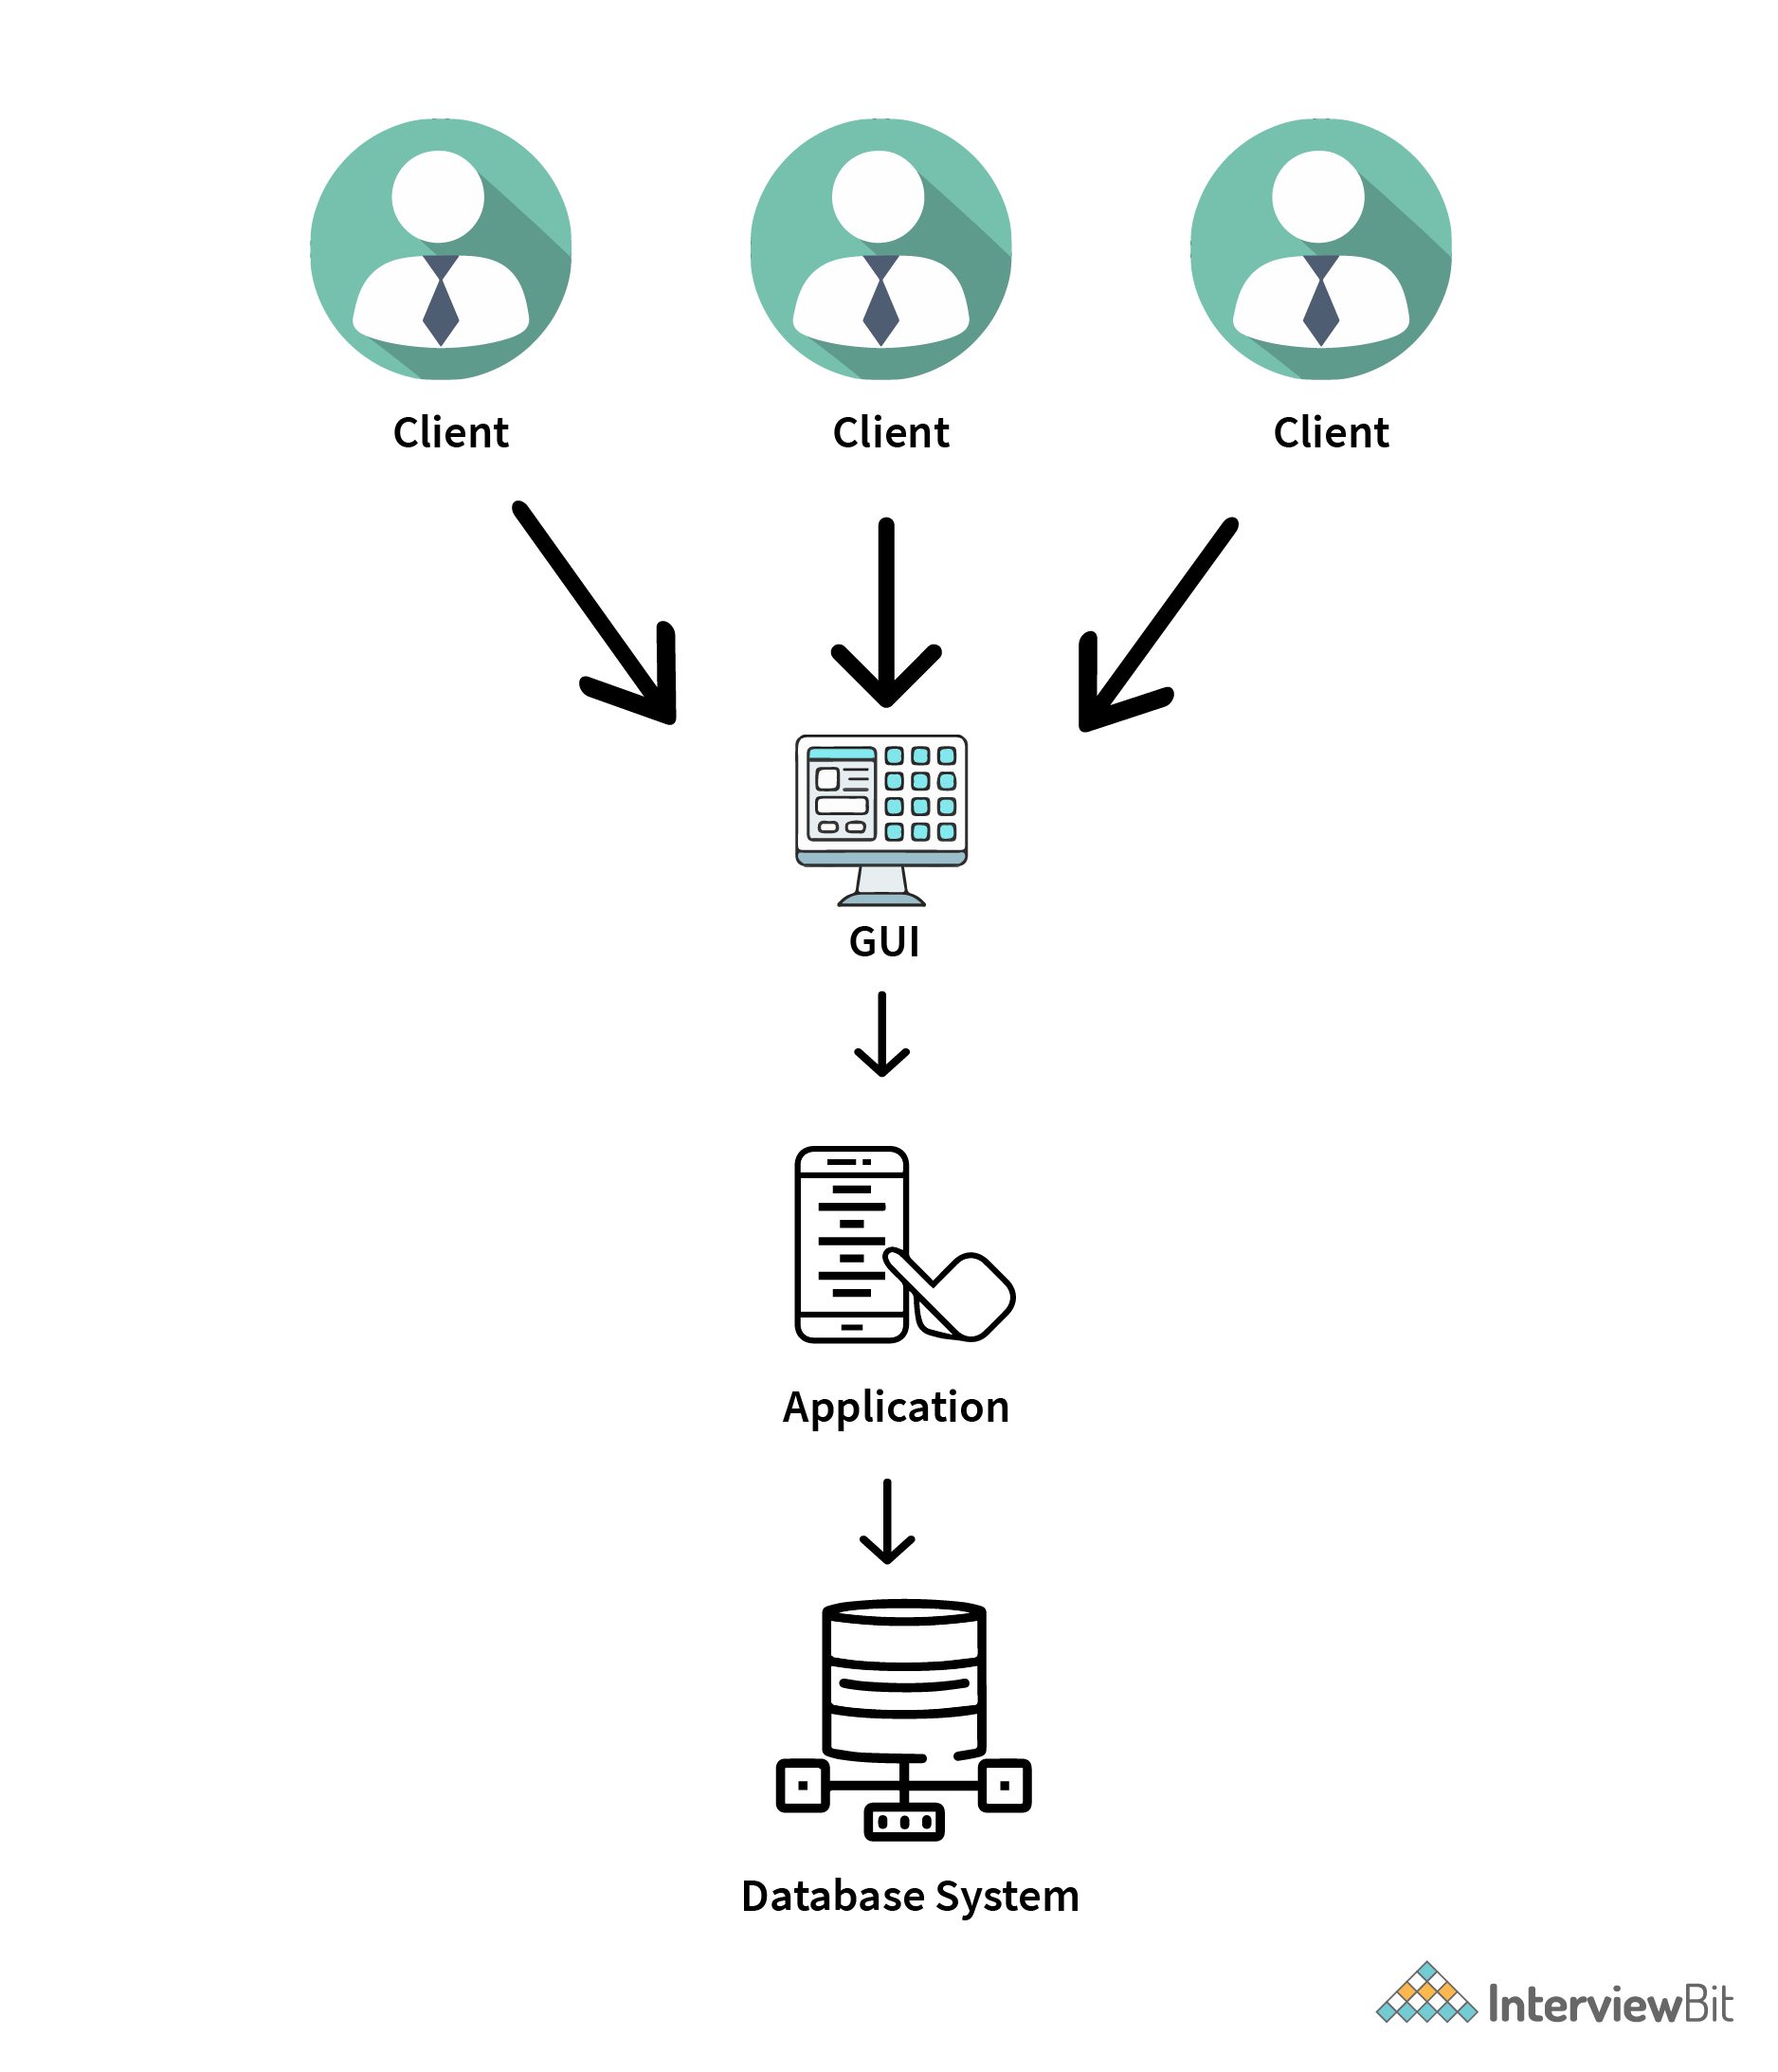 Client
Client
Client
GUI
Application
Database System
InterviewBit